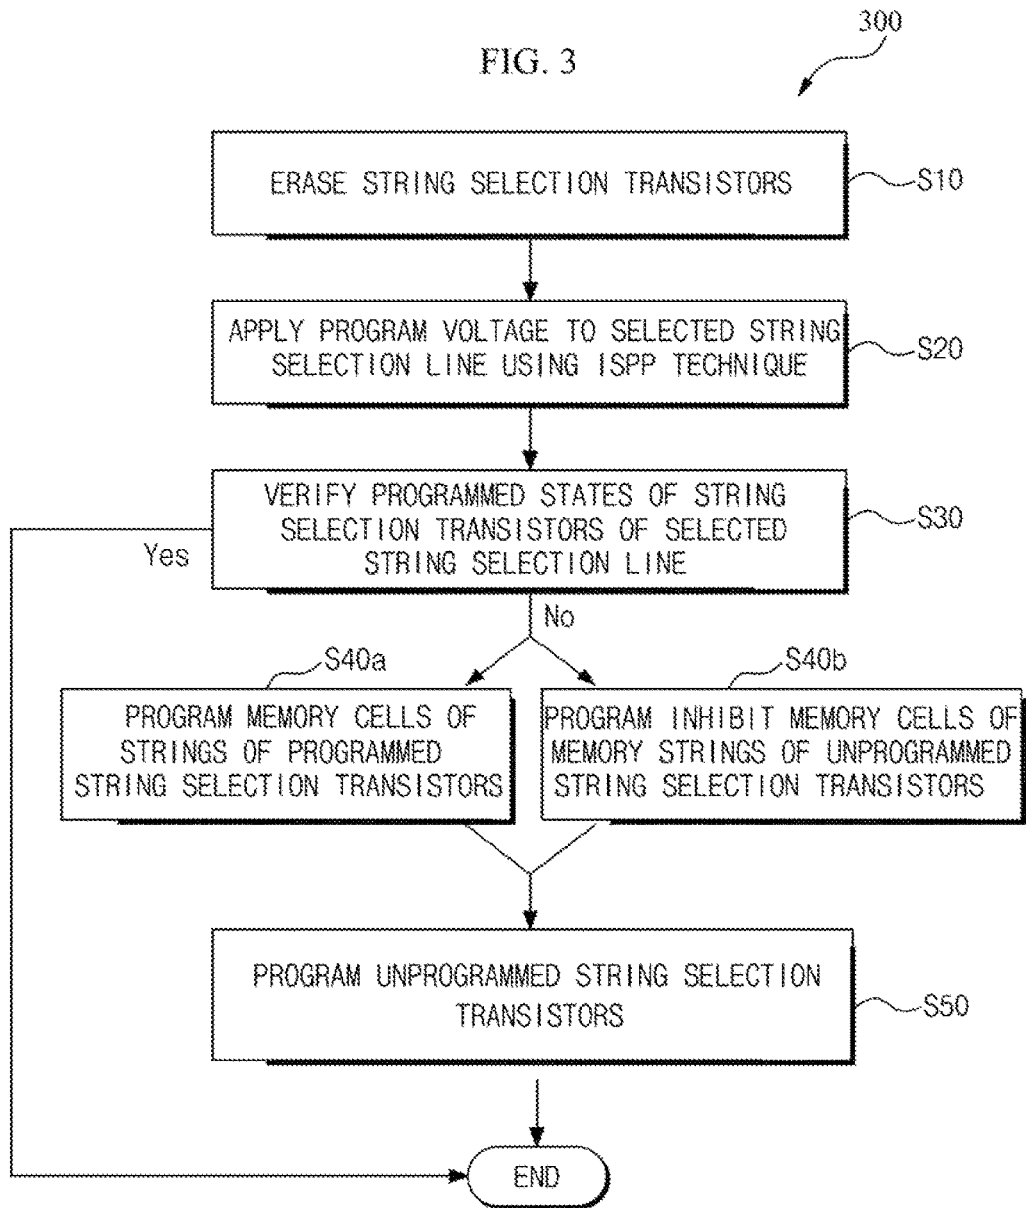 300
FIG. 3
ERASE STRING SELECTION TRANSISTORS
S10
APPLY PROGRAM VOLTAGE TO SELECTED STRING
SELECTION LINE USING ISPP TECHNIQUE
S20
VERIFY PROGRAMMED STATES OF STRING
SELECTION TRANSISTORS OF SELECTED
STRING SELECTION LINE
S30
Yes
No
S40a
S40b
PROGRAM MEMORY CELLS OF
STRINGS OF PROGRAMMED
STRING SELECTION TRANSISTORS
PROGRAM INHIBIT MEMORY CELLS OF
MEMORY STRINGS OF UNPROGRAMMED
STRING SELECTION TRANSISTORS
PROGRAM UNPROGRAMMED STRING SELECTION
TRANSISTORS
S50
END